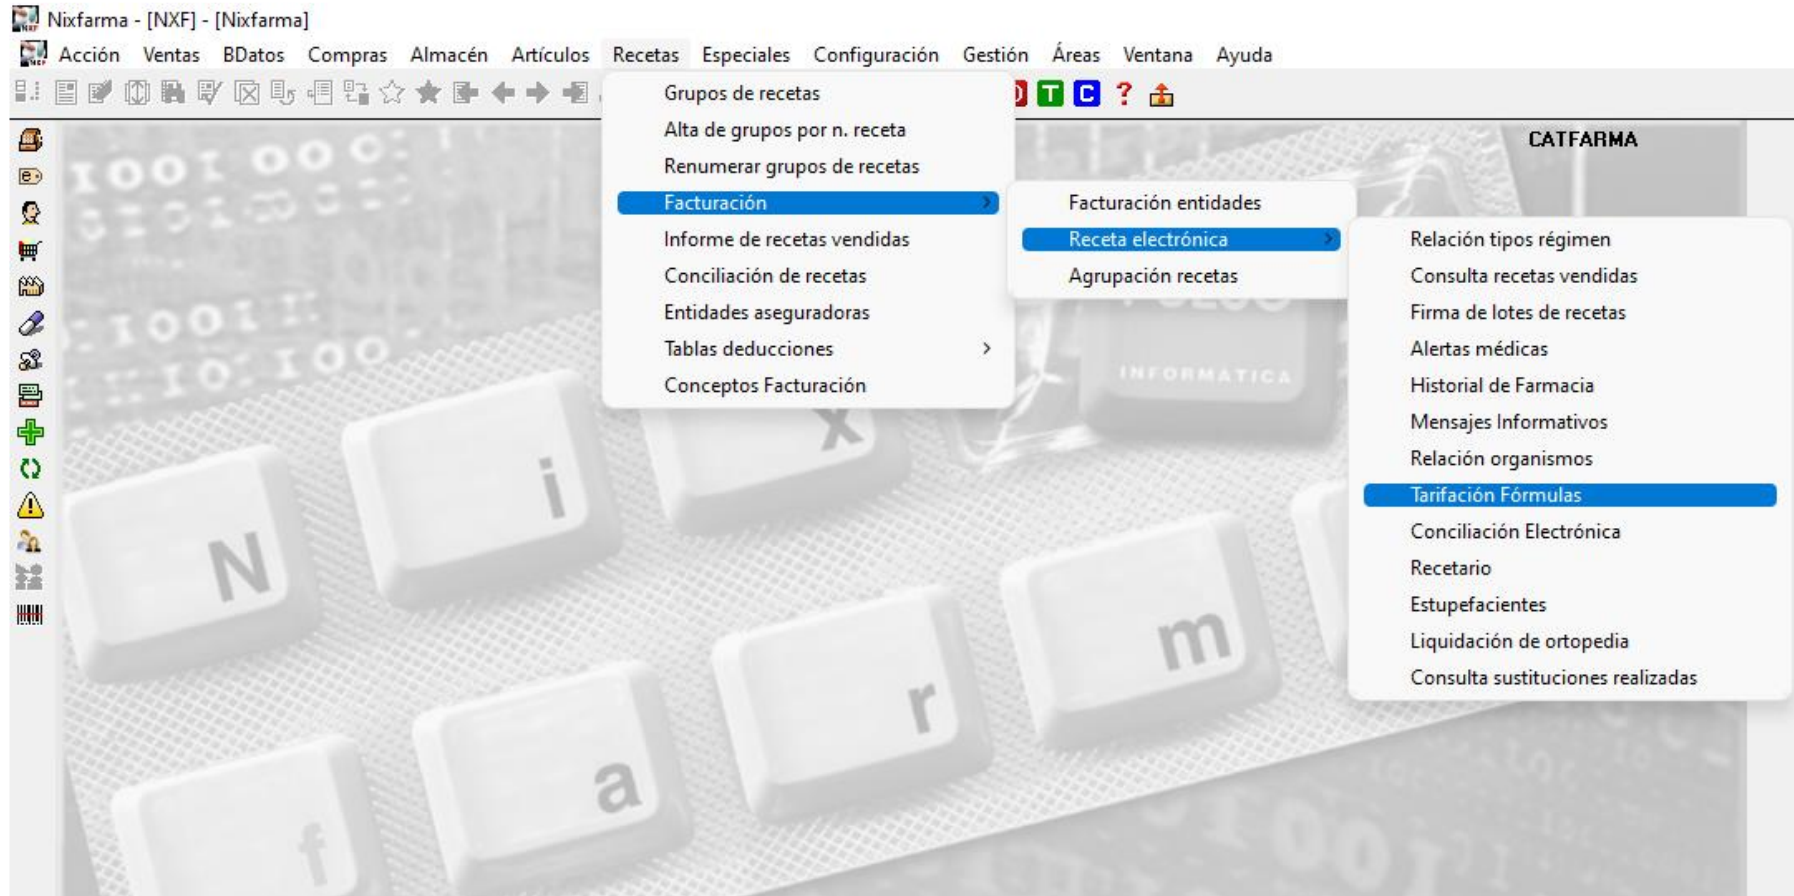 Nixfarma - [NXF] - [Nixfarma]
Acción Ventas BDatos Compras Almacén Artículos Recetas Especiales Configuración Gestión Áreas Ventana Ayuda
T C ?
CATFARMA
Grupos de recetas
Alta de grupos por n. receta
Renumerar grupos de recetas
Facturación
Informe de recetas vendidas
Conciliación de recetas
Entidades aseguradoras
Tablas deducciones
Conceptos Facturación
Facturación entidades
Receta electrónica
Agrupación recetas
Relación tipos régimen
Consulta recetas vendidas
Firma de lotes de recetas
Alertas médicas
Historial de Farmacia
Mensajes Informativos
Relación organismos
Tarifación Fórmulas
Conciliación Electrónica
Recetario
Estupefacientes
Liquidación de ortopedia
Consulta sustituciones realizadas
INFORMATICA
N i x
f a r m